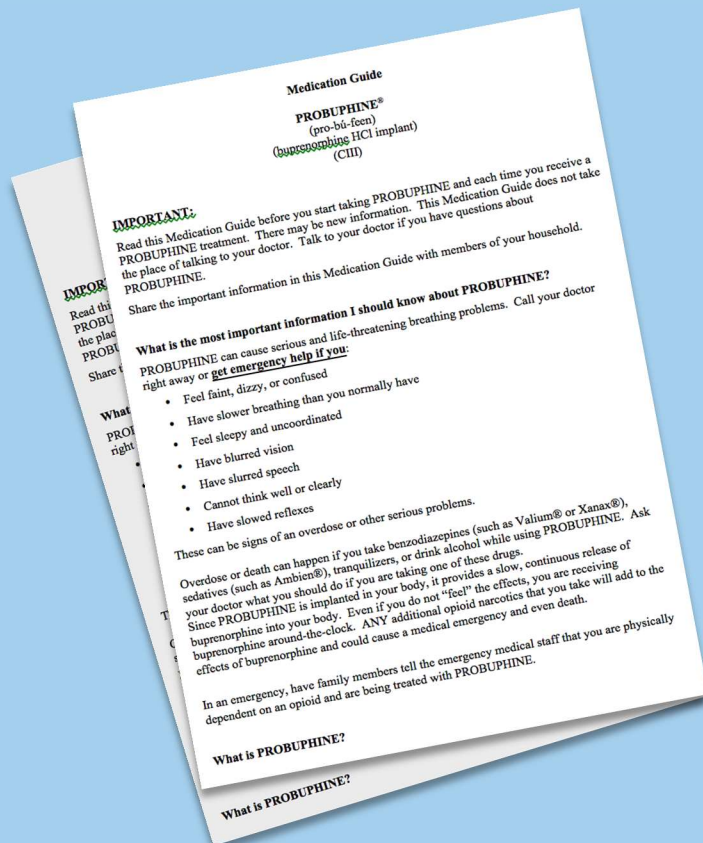 Medication Guide
PROBUPHINE®
(pro-bú-feen)
(buprenorphine HCl implant)
(CIII)
IMPORTANT:
Read this Medication Guide before you start taking PROBUPHINE and each time you receive a
PROBUPHINE treatment. There may be new information. This Medication Guide does not take
the place of talking to your doctor. Talk to your doctor if you have questions about
PROBUPHINE.
Share the important information in this Medication Guide with members of your household.
What is the most important information I should know about PROBUPHINE?
PROBUPHINE can cause serious and life-threatening breathing problems. Call your doctor
right away or get emergency help if you:
• Feel faint, dizzy, or confused
• Have slower breathing than you normally have
• Feel sleepy and uncoordinated
• Have blurred vision
• Have slurred speech
• Cannot think well or clearly
• Have slowed reflexes
These can be signs of an overdose or other serious problems.
Overdose or death can happen if you take benzodiazepines (such as Valium® or Xanax®),
sedatives (such as Ambien®), tranquilizers, or drink alcohol while using PROBUPHINE. Ask
your doctor what you should do if you are taking one of these drugs.
Since PROBUPHINE is implanted in your body, it provides a slow, continuous release of
buprenorphine into your body. Even if you do not “feel” the effects, you are receiving
buprenorphine around-the-clock. ANY additional opioid narcotics that you take will add to the
effects of buprenorphine and could cause a medical emergency and even death.
In an emergency, have family members tell the emergency medical staff that you are physically
dependent on an opioid and are being treated with PROBUPHINE.
What is PROBUPHINE?
IMPOR
Read thi
PROBU
the plac
PROBU
Share t
What
PROF
right
What is PROBUPHINE?